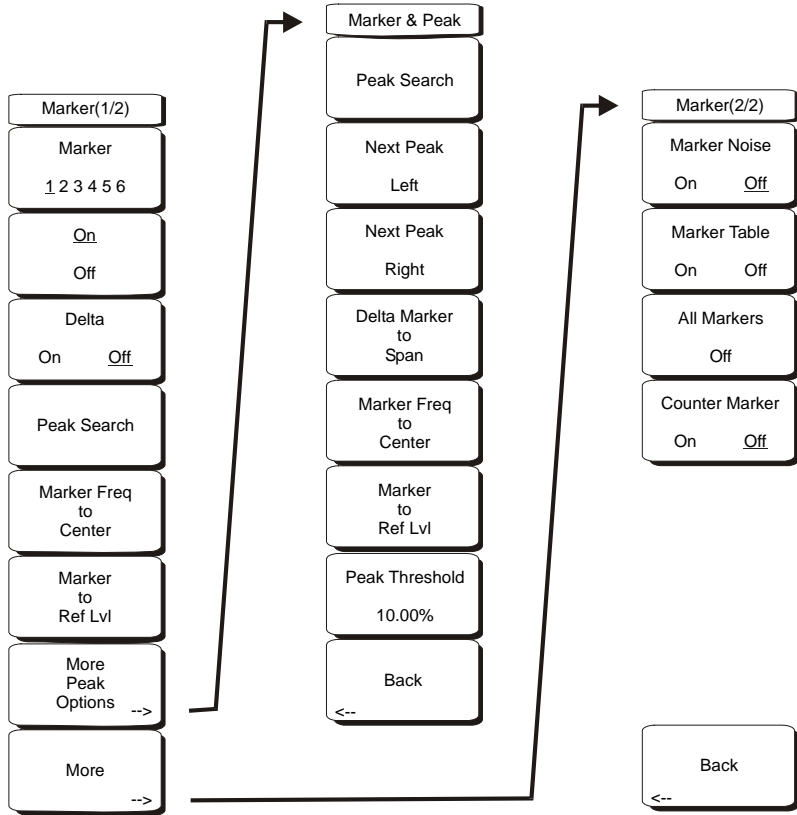 Marker(1/2)
Marker
1 2 3 4 5 6
On
Off
Delta
On Off
Peak Search
Marker Freq
to
Center
Marker
to
Ref Lvl
More
Peak
Options
-->
More
-->
Marker & Peak
Peak Search
Next Peak
Left
Next Peak
Right
Delta Marker
to
Span
Marker Freq
to
Center
Marker
to
Ref Lvl
Peak Threshold
10.00%
Back
<--
Marker(2/2)
Marker Noise
On Off
Marker Table
On Off
All Markers
Off
Counter Marker
On Off
Back
<--